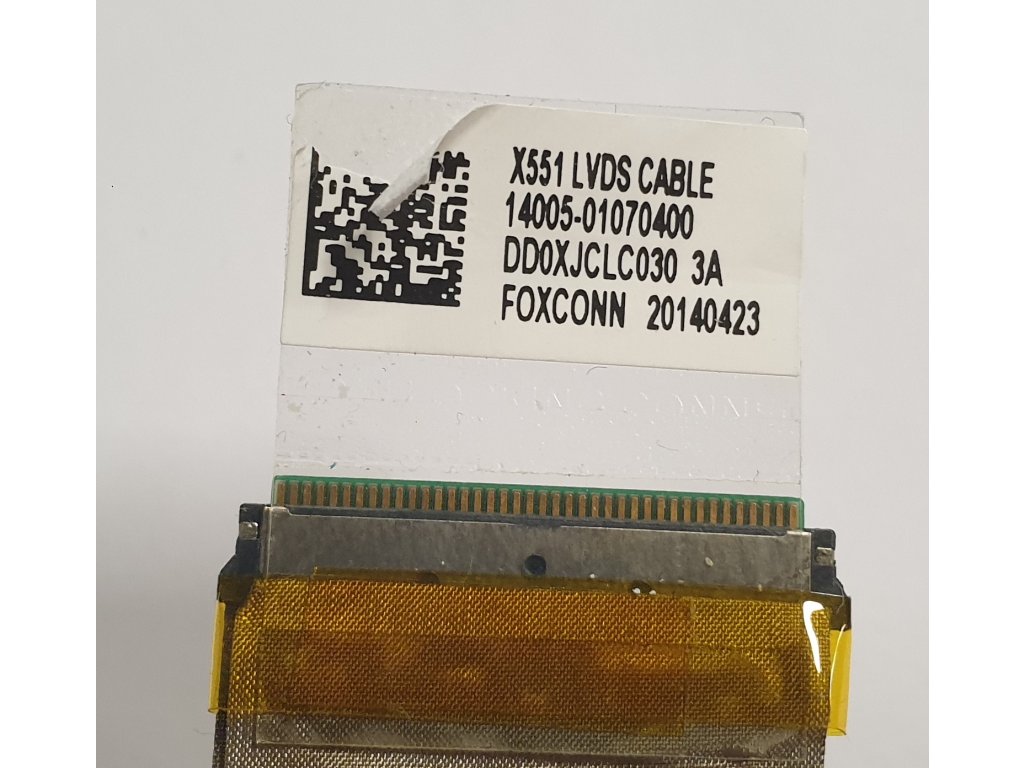 X551 LVDS CABLE
14005-01070400
DD0XJCLC030 3A
FOXCONN 20140423